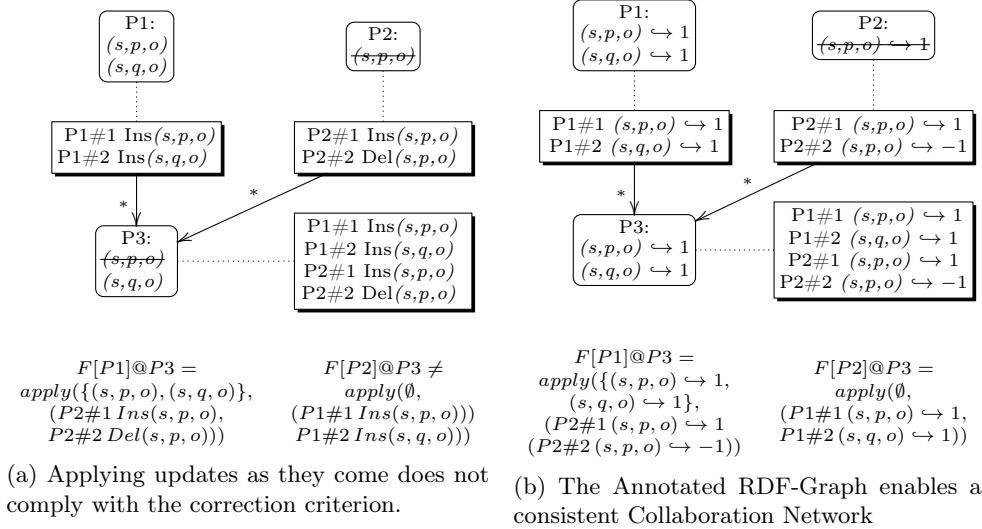 P1:
(s,p,o)
(s,q,o)
P2:
(s,p,o)
P1#1 Ins(s,p,o)
P1#2 Ins(s,q,o)
P2#1 Ins(s,p,o)
P2#2 Del(s,p,o)
*
*
P3:
(s,p,o)
(s,q,o)
P1#1 Ins(s,p,o)
P1#2 Ins(s,q,o)
P2#1 Ins(s,p,o)
P2#2 Del(s,p,o)
F[P1]@P3 =
apply({(s, p, o), (s, q, o)},
(P2#1 Ins(s, p, o),
P2#2 Del(s, p, o)))
F[P2]@P3 ≠
apply(∅,
(P1#1 Ins(s, p, o)))
P1#2 Ins(s, q, o)))
(a) Applying updates as they come does not
comply with the correction criterion.
P1:
(s,p,o) ↪ 1
(s,q,o) ↪ 1
P2:
(s,p,o) ↪ 1
P1#1 (s,p,o) ↪ 1
P1#2 (s,q,o) ↪ 1
P2#1 (s,p,o) ↪ 1
P2#2 (s,p,o) ↪ −1
*
*
P3:
(s,p,o) ↪ 1
(s,q,o) ↪ 1
P1#1 (s,p,o) ↪ 1
P1#2 (s,q,o) ↪ 1
P2#1 (s,p,o) ↪ 1
P2#2 (s,p,o) ↪ −1
F[P1]@P3 =
apply({(s, p, o) ↪ 1,
(s, q, o) ↪ 1},
(P2#1 (s, p, o) ↪ 1
(P2#2 (s, p, o) ↪ −1))
F[P2]@P3 =
apply(∅,
(P1#1 (s, p, o) ↪ 1,
P1#2 (s, q, o) ↪ 1))
(b) The Annotated RDF-Graph enables a
consistent Collaboration Network